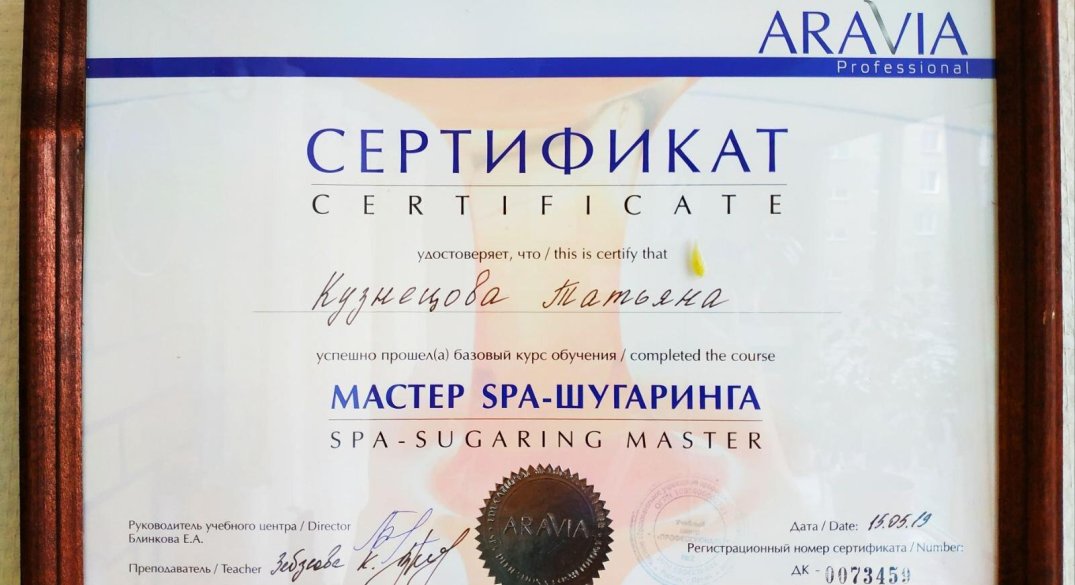 ARAVIA
Professional
СЕРТИФИКАТ
CERTIFICATE
удостоверяет, что / this is certify that
Кузнецова Татьяна
успешно прошел(а) базовый курс обучения / completed the course
МАСТЕР SPA-ШУГАРИНГА
SPA-SUGARING MASTER
ARAVIA
Руководитель учебного центра / Director
Блинкова Е.А.
Преподаватель / Teacher
Дата / Date: 15.05.19
Регистрационный номер сертификата / Number:
ДК - 0073459